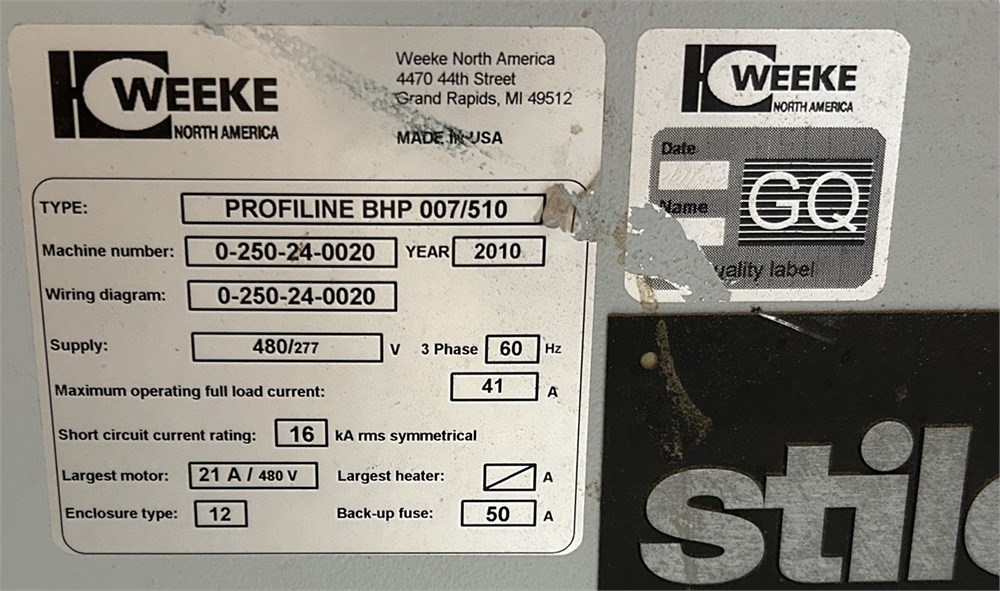 WEEKE
NORTH AMERICA
Weeke North America
4470 44th Street
Grand Rapids, MI 49512
MADE IN USA
TYPE: PROFILINE BHP 007/510
Machine number: 0-250-24-0020 YEAR 2010
Wiring diagram: 0-250-24-0020
Supply: 480/277 V 3 Phase 60 Hz
Maximum operating full load current: 41 A
Short circuit current rating: 16 kA rms symmetrical
Largest motor: 21 A / 480 V Largest heater: A
Enclosure type: 12 Back-up fuse: 50 A
WEEKE
NORTH AMERICA
Date
Name
GQ
label